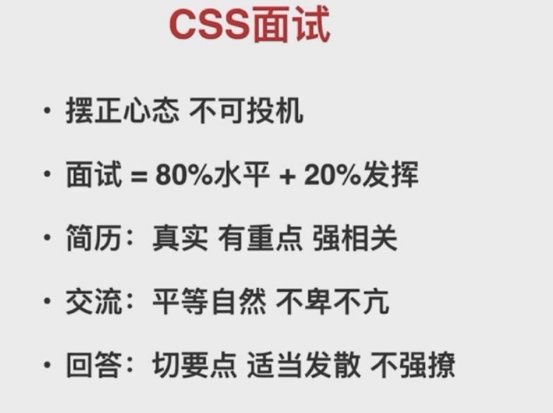 CSS面试
• 摆正心态 不可投机
• 面试 = 80%水平 + 20%发挥
• 简历：真实 有重点 强相关
• 交流：平等自然 不卑不亢
• 回答：切要点 适当发散 不强撩